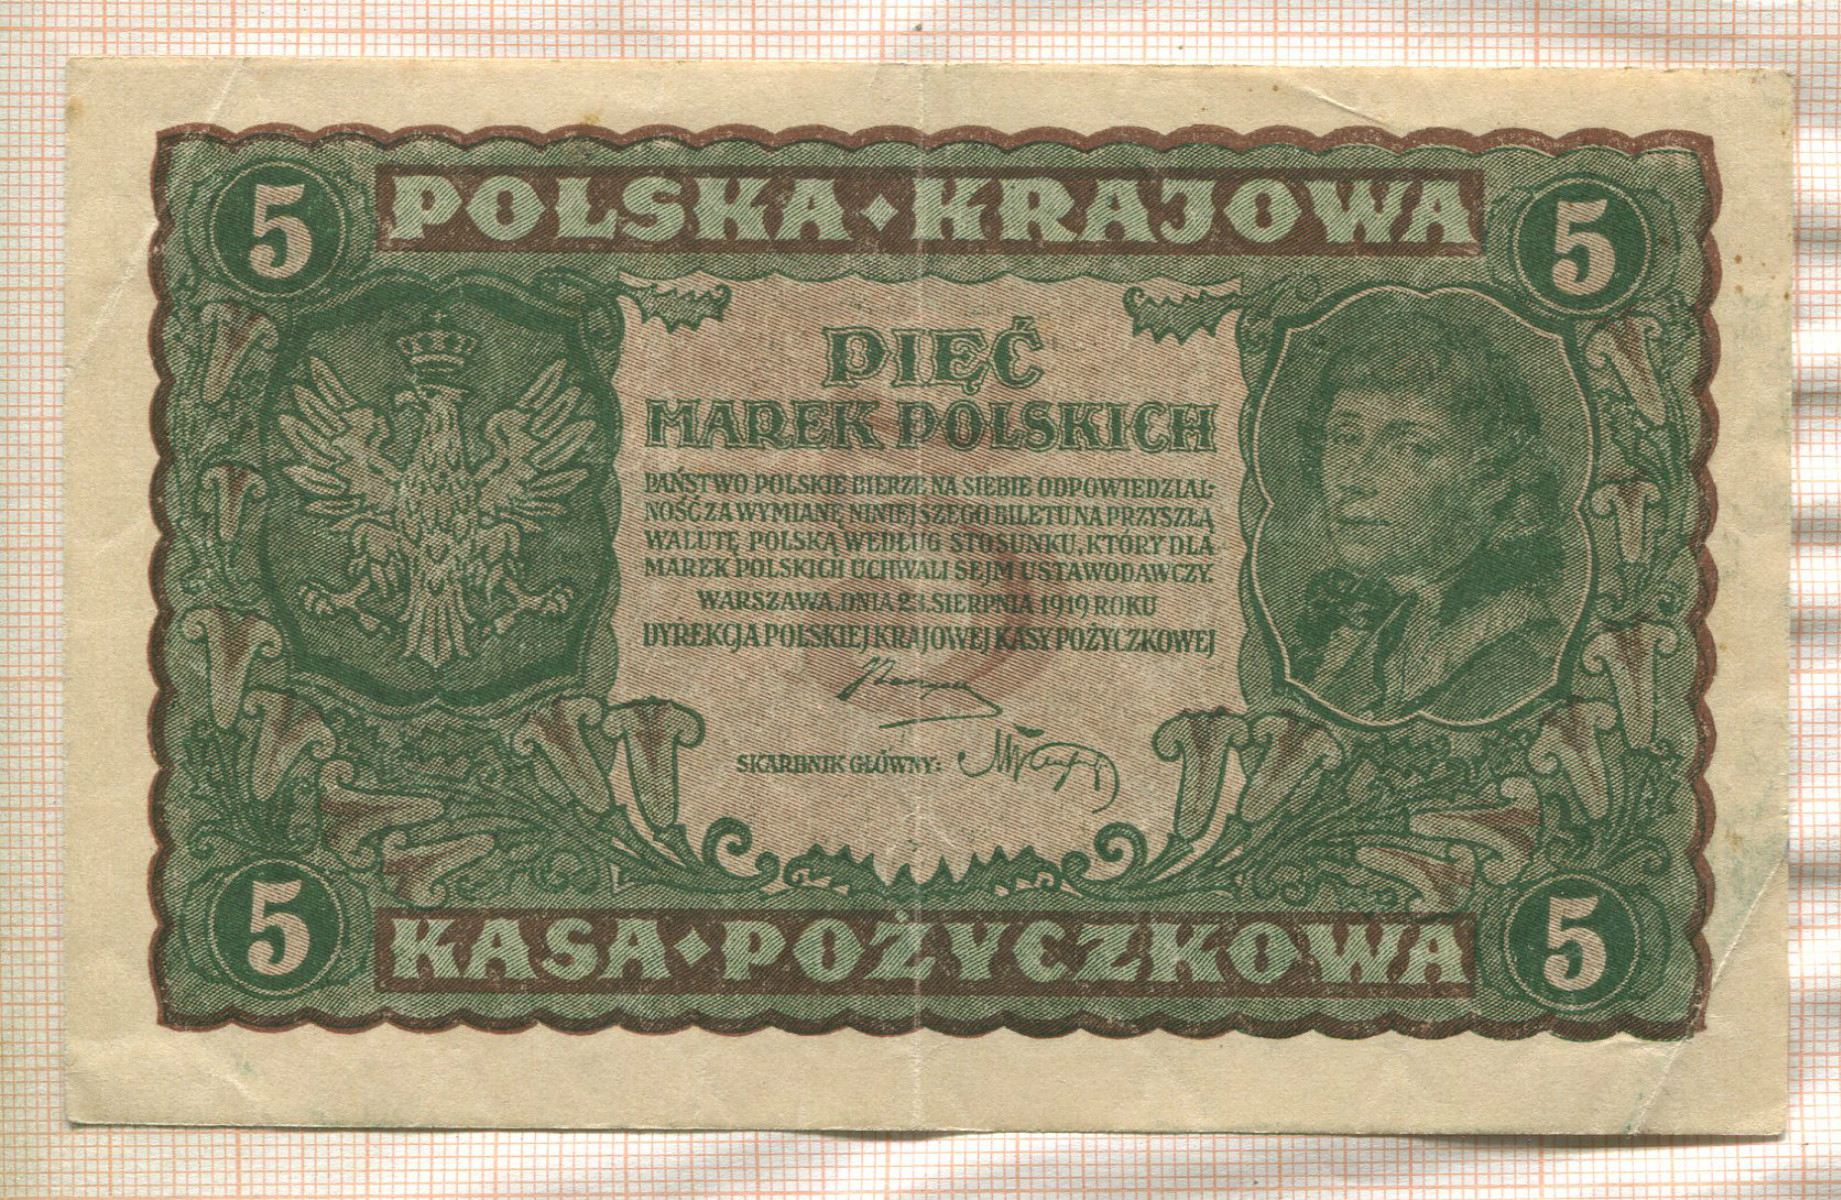 5 POLSKA KRAJOWA 5
PIĘĆ
MAREK POLSKICH
PAŃSTWO POLSKIE BIERZE NA SIEBIE ODPOWIEDZIAL-
NOŚĆ ZA WYMIANĘ NINIEJSZEGO BILETU NA PRZYSZŁĄ
WALUTĘ POLSKĄ WEDŁUG STOSUNKU, KTÓRY DLA
MAREK POLSKICH UCHWALI SEJM USTAWODAWCZY.
WARSZAWA, DNIA 23. SIERPNIA 1919 ROKU
DYREKCJA POLSKIEJ KRAJOWEJ KASY POŻYCZKOWEJ
SKARBNIK GŁÓWNY:
5 KASA POŻYCZKOWA 5